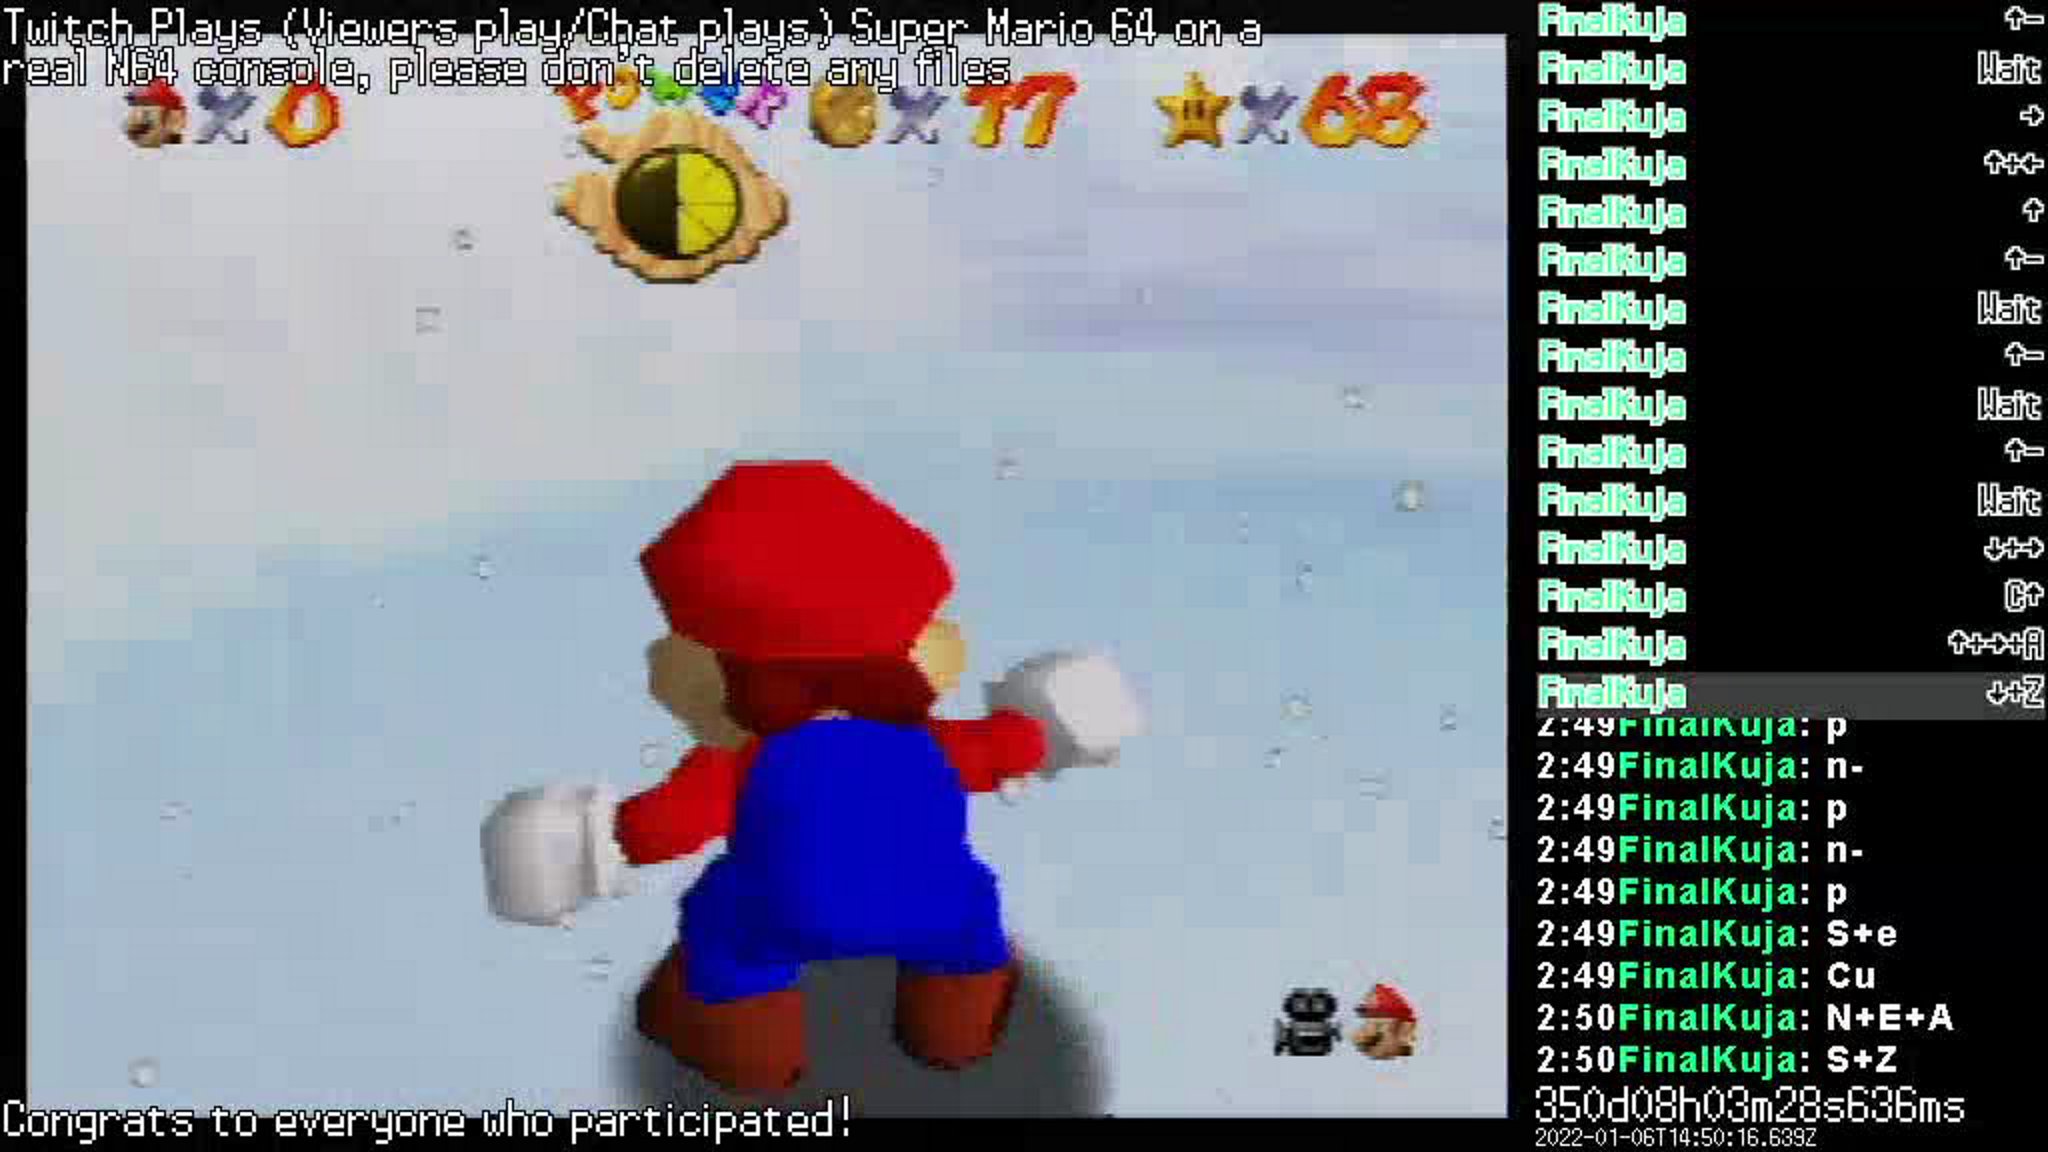 Twitch Plays (Viewers play/Chat plays) Super Mario 64 on a
real N64 console, please don't delete any files
0
POWER
77
68
FinalKuja ↑-
FinalKuja Wait
FinalKuja →
FinalKuja ↑+←
FinalKuja ↑
FinalKuja ↑-
FinalKuja Wait
FinalKuja ↑-
FinalKuja Wait
FinalKuja ↑-
FinalKuja Wait
FinalKuja ↓+→
FinalKuja C↑
FinalKuja ↑+→+A
FinalKuja ↓+Z
2:49FinalKuja: p
2:49FinalKuja: n-
2:49FinalKuja: p
2:49FinalKuja: n-
2:49FinalKuja: p
2:49FinalKuja: S+e
2:49FinalKuja: Cu
2:50FinalKuja: N+E+A
2:50FinalKuja: S+Z
350d08h03m28s636ms
2022-01-06T14:50:16.639Z
Congrats to everyone who participated!